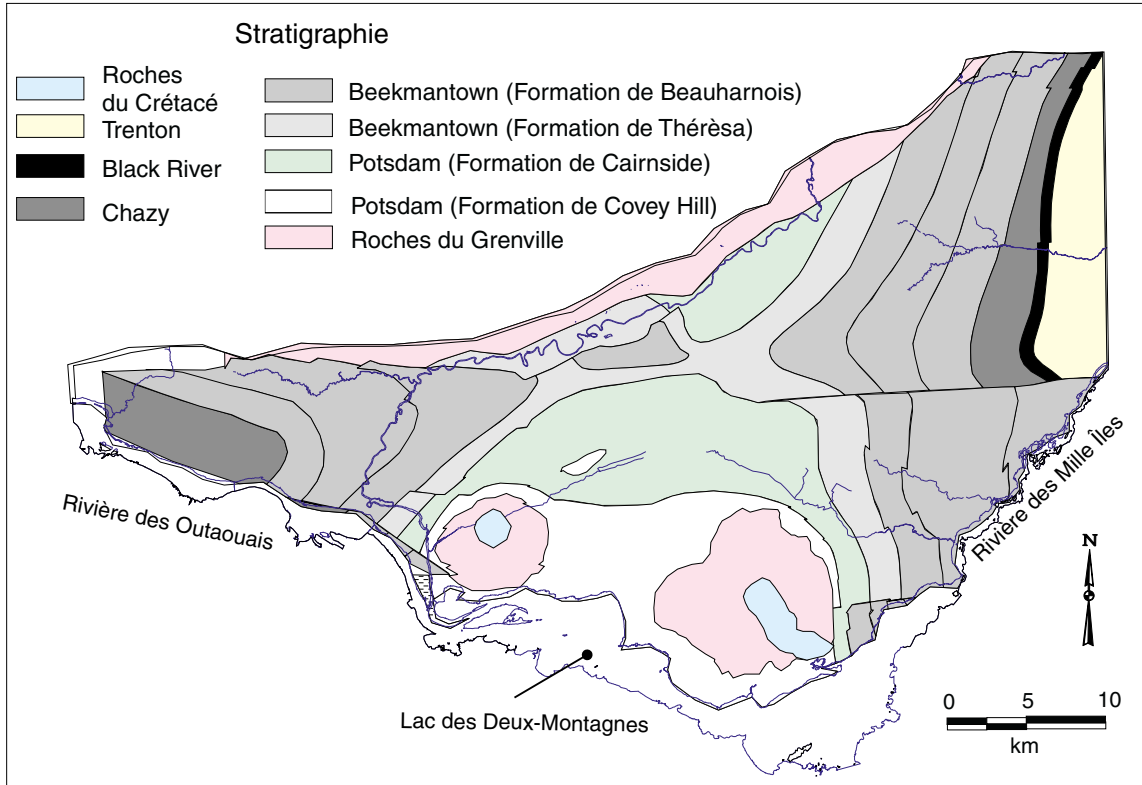 Stratigraphie
Roches
du Crétacé
Trenton
Black River
Chazy
Beekmantown (Formation de Beauharnois)
Beekmantown (Formation de Thérèsa)
Potsdam (Formation de Cairnside)
Potsdam (Formation de Covey Hill)
Roches du Grenville
Rivière des Outaouais
Rivière des Mille Îles
Lac des Deux-Montagnes
N
0 5 10
km